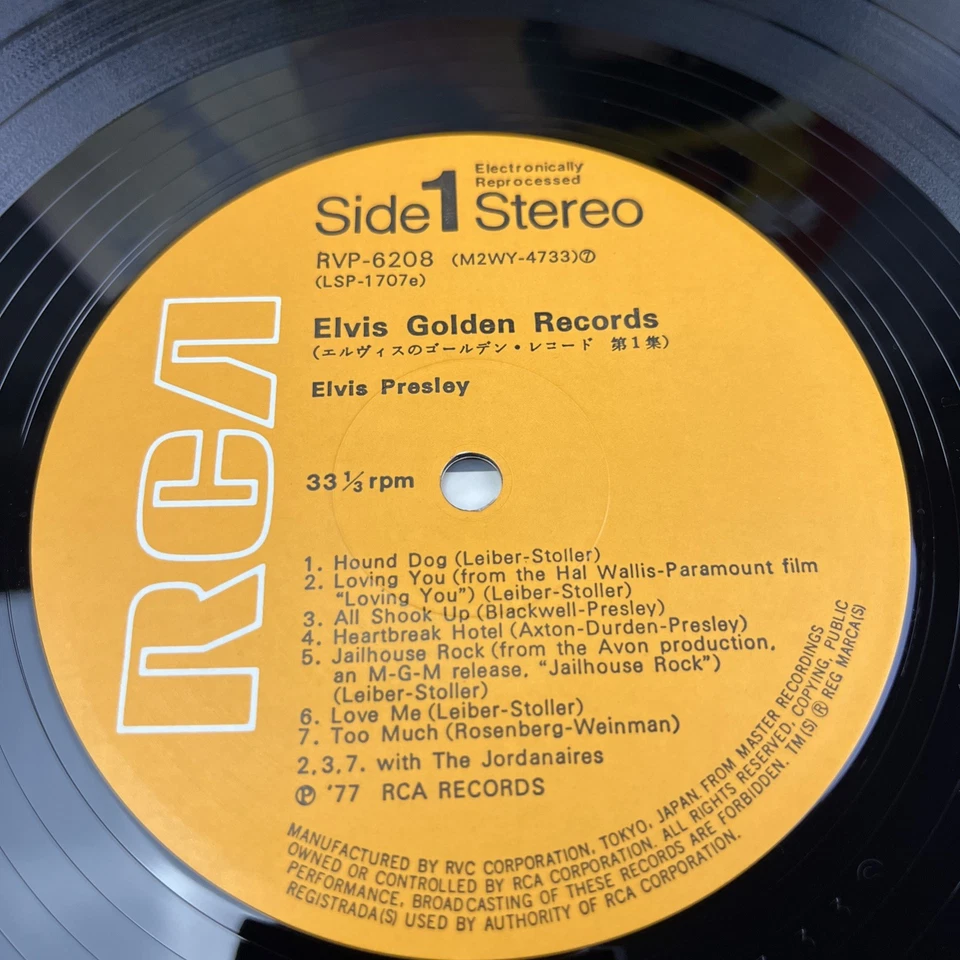 Electronically
Reprocessed
Side 1 Stereo
RVP-6208 (M2WY-4733)⑦
(LSP-1707e)
Elvis Golden Records
(エルヴィスのゴールデン・レコード 第1集)
Elvis Presley
33 ⅓ rpm
RCA
1. Hound Dog (Leiber-Stoller)
2. Loving You (from the Hal Wallis-Paramount film
"Loving You") (Leiber-Stoller)
3. All Shook Up (Blackwell-Presley)
4. Heartbreak Hotel (Axton-Durden-Presley)
5. Jailhouse Rock (from the Avon production,
an M-G-M release, "Jailhouse Rock")
(Leiber-Stoller)
6. Love Me (Leiber-Stoller)
7. Too Much (Rosenberg-Weinman)
2,3,7. with The Jordanaires
Ⓟ '77 RCA RECORDS
MANUFACTURED BY RVC CORPORATION, TOKYO, JAPAN. FROM MASTER RECORDINGS
OWNED OR CONTROLLED BY RCA CORPORATION. ALL RIGHTS RESERVED. COPYING, PUBLIC
PERFORMANCE, BROADCASTING OF THESE RECORDS ARE FORBIDDEN. TM(S) ® REG MARCA(S)
REGISTRADA(S) USED BY AUTHORITY OF RCA CORPORATION.